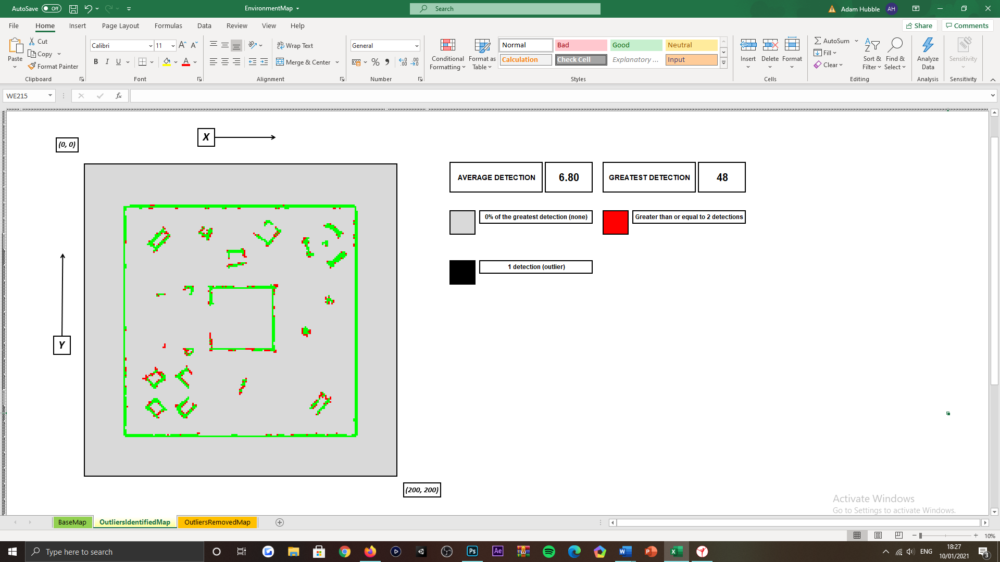 AutoSave Off EnvironmentMap Search Adam Hubble AH
File Home Insert Page Layout Formulas Data Review View Help Share Comments
Cut
Copy
Format Painter
Paste
Clipboard
Calibri 11
B I U
Font
Wrap Text
Merge & Center
Alignment
General
Number
Conditional Formatting
Format as Table
Normal Bad Good Neutral
Calculation Check Cell Explanatory ... Input
Styles
Insert Delete Format
Cells
AutoSum
Fill
Clear
Sort & Filter
Find & Select
Editing
Analyze Data
Analysis
Sensitivity
Sensitivity
WE215 fx
X
(0, 0)
AVERAGE DETECTION 6.80 GREATEST DETECTION 48
0% of the greatest detection (none) Greater than or equal to 2 detections
1 detection (outlier)
Y
(200, 200)
Activate Windows
Go to Settings to activate Windows.
BaseMap OutliersIdentifiedMap OutliersRemovedMap
10%
Type here to search
Ps Ae
ENG 18:27
10/01/2021
3